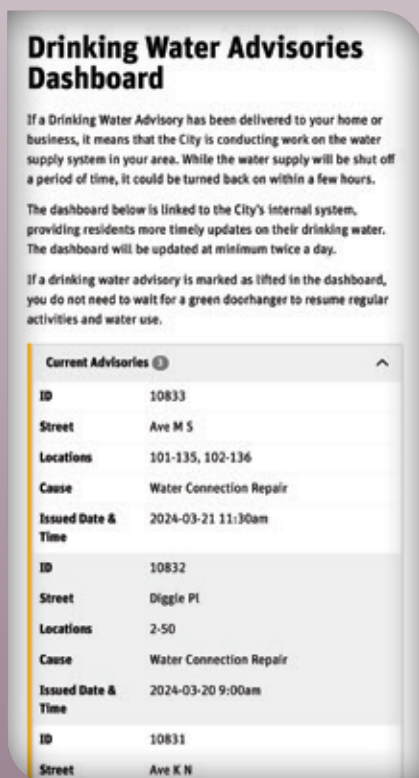 Drinking Water Advisories
Dashboard
If a Drinking Water Advisory has been delivered to your home or
business, it means that the City is conducting work on the water
supply system in your area. While the water supply will be shut off
a period of time, it could be turned back on within a few hours.
The dashboard below is linked to the City's internal system,
providing residents more timely updates on their drinking water.
The dashboard will be updated at minimum twice a day.
If a drinking water advisory is marked as lifted in the dashboard,
you do not need to wait for a green doorhanger to resume regular
activities and water use.
Current Advisories 3
ID 10833
Street Ave M S
Locations 101-135, 102-136
Cause Water Connection Repair
Issued Date & 2024-03-21 11:30am
Time
ID 10832
Street Diggle Pl
Locations 2-50
Cause Water Connection Repair
Issued Date & 2024-03-20 9:00am
Time
ID 10831
Street Ave K N